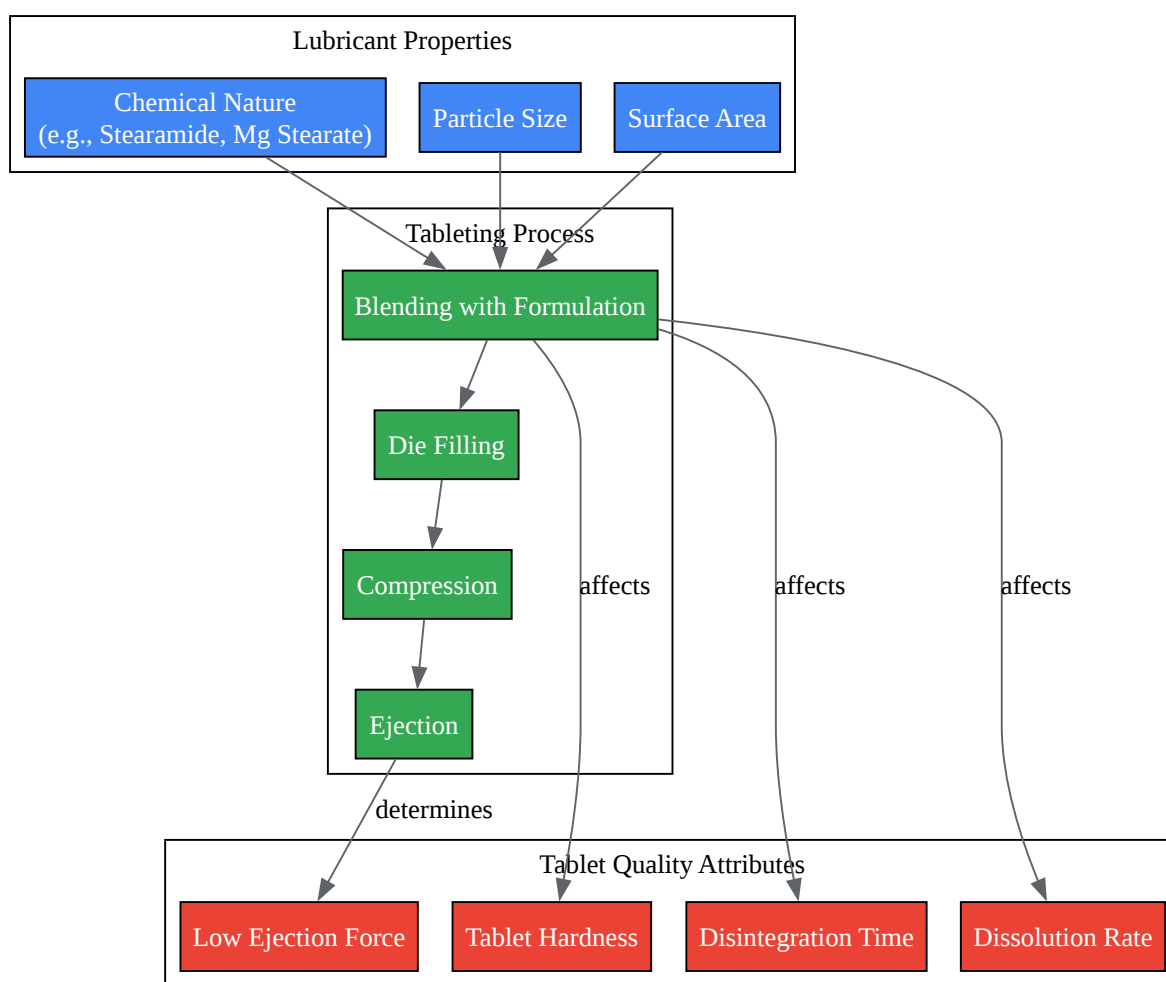 Lubricant Properties
Chemical Nature
(e.g., Stearamide, Mg Stearate)
Particle Size
Surface Area
Tableting Process
Blending with Formulation
Die Filling
Compression
affects
affects
affects
Ejection
determines
Tablet Quality Attributes
Low Ejection Force
Tablet Hardness
Disintegration Time
Dissolution Rate